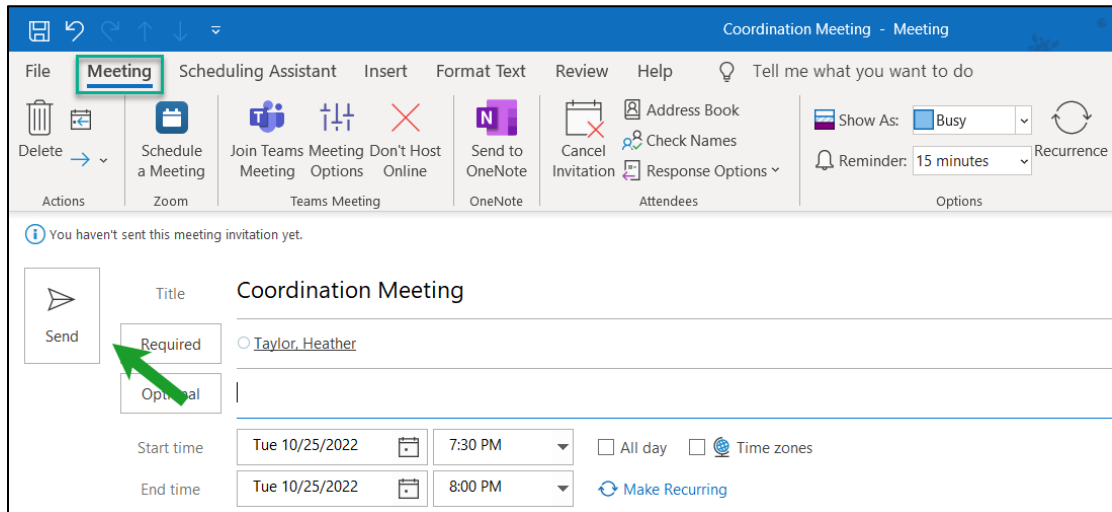 Coordination Meeting - Meeting
File Meeting Scheduling Assistant Insert Format Text Review Help Tell me what you want to do
Delete
Schedule a Meeting
Join Teams Meeting
Meeting Options
Don't Host Online
Send to OneNote
Cancel Invitation
Address Book
Check Names
Response Options
Show As: Busy
Reminder: 15 minutes
Recurrence
Actions Zoom Teams Meeting OneNote Attendees Options
You haven't sent this meeting invitation yet.
Send
Title Coordination Meeting
Required Taylor, Heather
Optional
Start time Tue 10/25/2022 7:30 PM All day Time zones
End time Tue 10/25/2022 8:00 PM Make Recurring